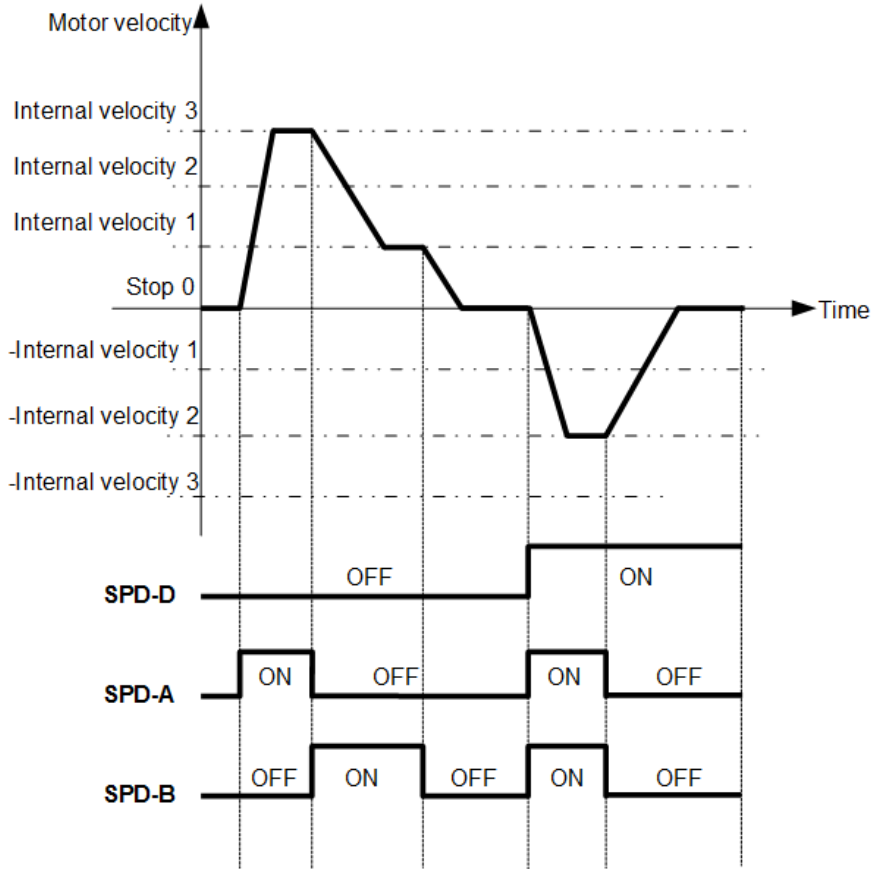 Motor velocity
Internal velocity 3
Internal velocity 2
Internal velocity 1
Stop 0
Time
-Internal velocity 1
-Internal velocity 2
-Internal velocity 3
OFF
ON
SPD-D
ON
OFF
ON
OFF
SPD-A
OFF
ON
OFF
ON
OFF
SPD-B